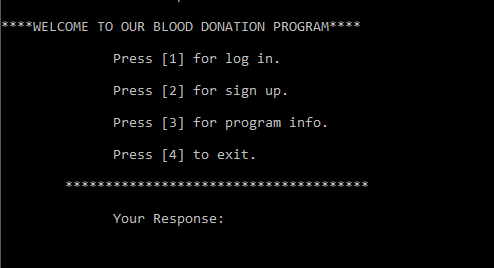 ****WELCOME TO OUR BLOOD DONATION PROGRAM****
Press [1] for log in.
Press [2] for sign up.
Press [3] for program info.
Press [4] to exit.
**************************************
Your Response: